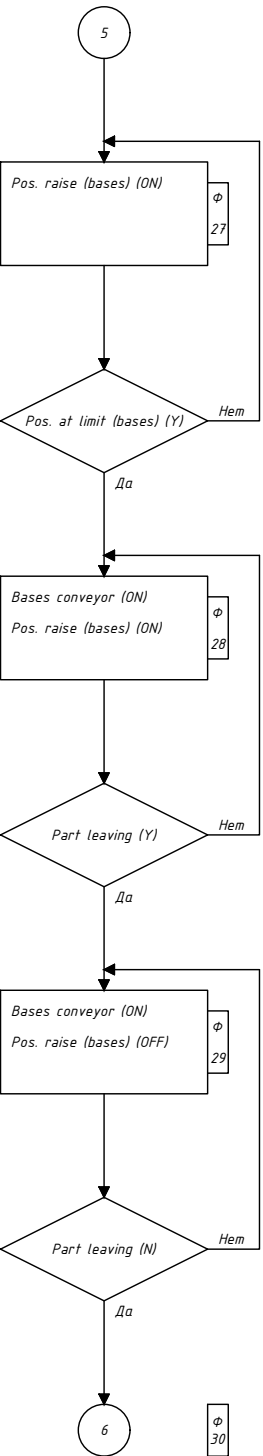 5
Pos. raise (bases) (ON)
Ф
27
Pos. at limit (bases) (Y)
Нет
Да
Bases conveyor (ON)
Pos. raise (bases) (ON)
Ф
28
Part leaving (Y)
Нет
Да
Bases conveyor (ON)
Pos. raise (bases) (OFF)
Ф
29
Part leaving (N)
Нет
Да
6
Ф
30